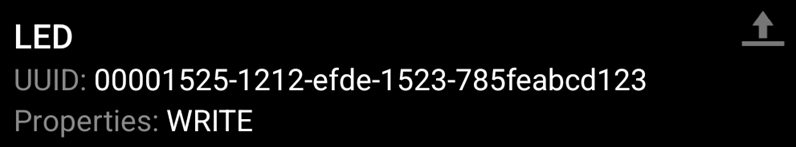 LED
UUID: 00001525-1212-efde-1523-785feabcd123
Properties: WRITE